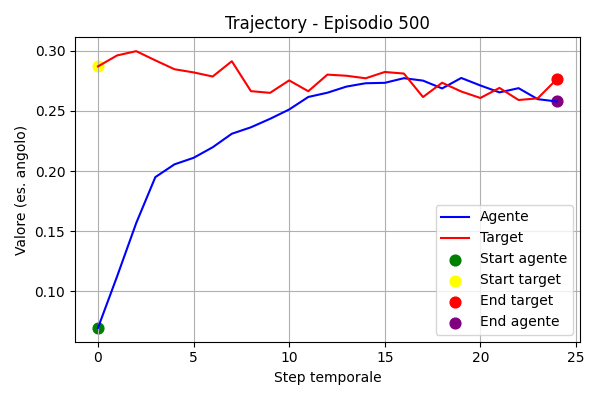 Trajectory - Episodio 500
Valore (es. angolo)
0.30
0.25
0.20
0.15
0.10
0
5
10
15
20
25
Step temporale
Agente
Target
Start agente
Start target
End target
End agente